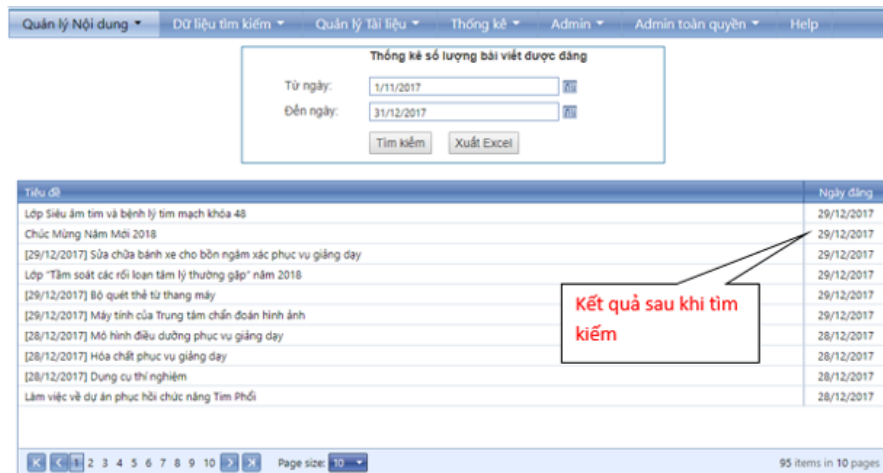 Quản lý Nội dung Dữ liệu tìm kiếm Quản lý Tài liệu Thống kê Admin Admin toàn quyền Help
Thống kê số lượng bài viết được đăng
Từ ngày: 1/11/2017
Đến ngày: 31/12/2017
Tìm kiếm Xuất Excel
Tiêu đề Ngày đăng
Lớp Siêu âm tim và bệnh lý tim mạch khóa 48 29/12/2017
Chúc Mừng Năm Mới 2018 29/12/2017
[29/12/2017] Sửa chữa bánh xe cho bồn ngâm xác phục vụ giảng dạy 29/12/2017
Lớp "Tầm soát các rối loạn tâm lý thường gặp" năm 2018 29/12/2017
[29/12/2017] Bộ quét thẻ từ thang máy 29/12/2017
[29/12/2017] Máy tính của Trung tâm chẩn đoán hình ảnh 29/12/2017
[28/12/2017] Mô hình điều dưỡng phục vụ giảng dạy 28/12/2017
[28/12/2017] Hóa chất phục vụ giảng dạy 28/12/2017
[28/12/2017] Dụng cụ thí nghiệm 28/12/2017
Làm việc về dự án phục hồi chức năng Tim Phổi 28/12/2017
Kết quả sau khi tìm
kiếm
1 2 3 4 5 6 7 8 9 10 Page size: 10 95 items in 10 pages